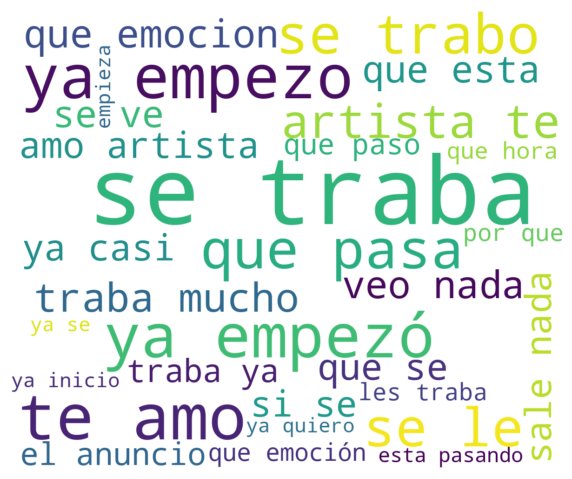 que emocion
se trabo
empieza
ya empezo
que esta
se ve
artista te
amo artista
que paso
que hora
se traba
por que
ya casi
que pasa
veo nada
traba mucho
sale nada
ya se
ya empezó
ya inicio
traba ya
que se
les traba
te amo
si se
ya quiero
se le
el anuncio
que emoción
esta pasando